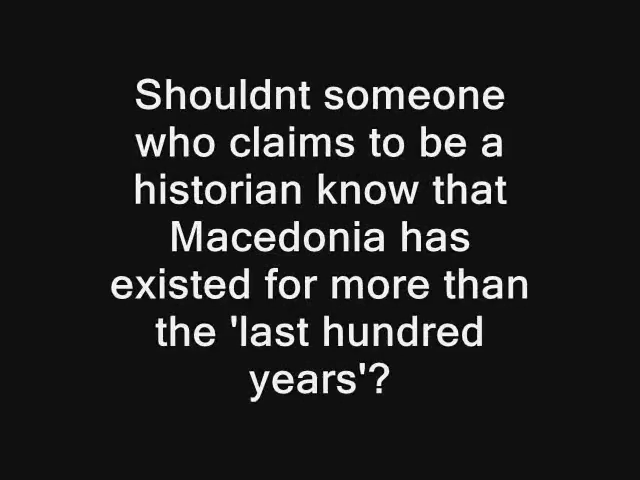 Shouldnt someone
who claims to be a
historian know that
Macedonia has
existed for more than
the 'last hundred
years'?